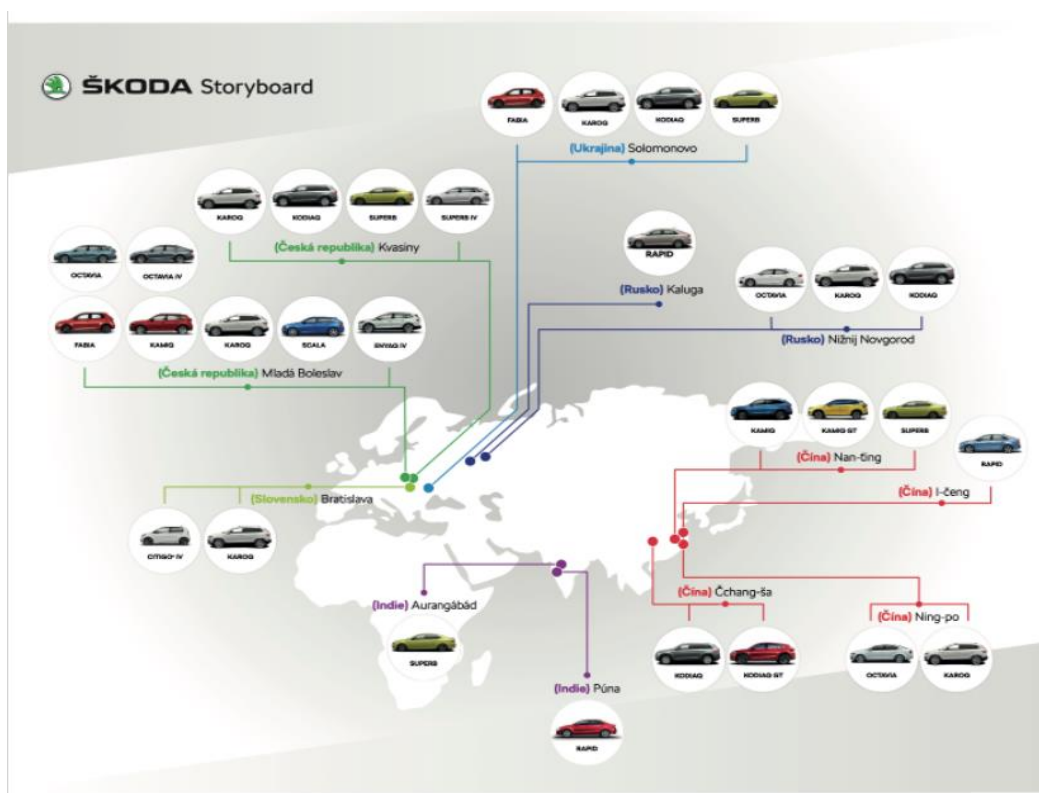 ŠKODA Storyboard
FABIA KAROQ KODIAQ SUPERB
(Ukrajina) Solomonovo
KAROQ KODIAQ SUPERB SUPERB iV
(Česká republika) Kvasiny
OCTAVIA OCTAVIA iV
RAPID
(Rusko) Kaluga
OCTAVIA KAROQ KODIAQ
(Rusko) Nižnij Novgorod
FABIA KAMIQ KAROQ SCALA ENYAQ iV
(Česká republika) Mladá Boleslav
KAMIQ KAMIQ GT SUPERB
(Čína) Nan-ťing
RAPID
(Čína) I-čeng
(Slovensko) Bratislava
CITIGOe iV KAROQ
(Indie) Aurangábád
SUPERB
(Čína) Čchang-ša
KODIAQ KODIAQ GT
(Čína) Ning-po
OCTAVIA KAROQ
(Indie) Púna
RAPID